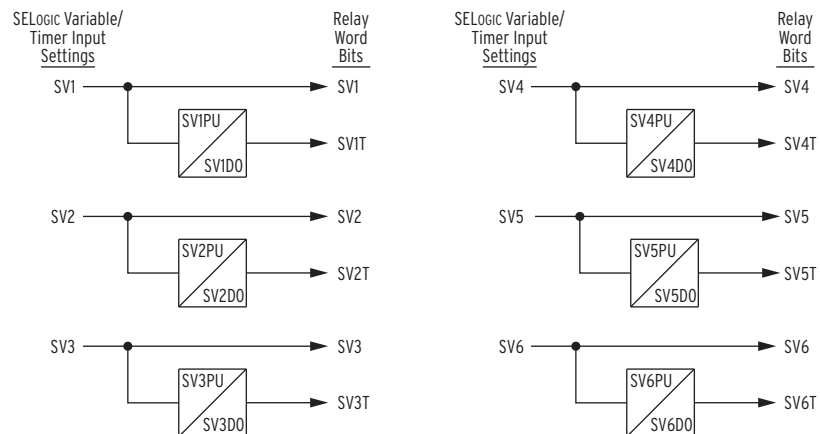 SELOGIC Variable/
Timer Input
Settings
Relay
Word
Bits
SV1
SV1
SV1PU
SV1DO
SV1T
SV2
SV2
SV2PU
SV2DO
SV2T
SV3
SV3
SV3PU
SV3DO
SV3T
SELOGIC Variable/
Timer Input
Settings
Relay
Word
Bits
SV4
SV4
SV4PU
SV4DO
SV4T
SV5
SV5
SV5PU
SV5DO
SV5T
SV6
SV6
SV6PU
SV6DO
SV6T